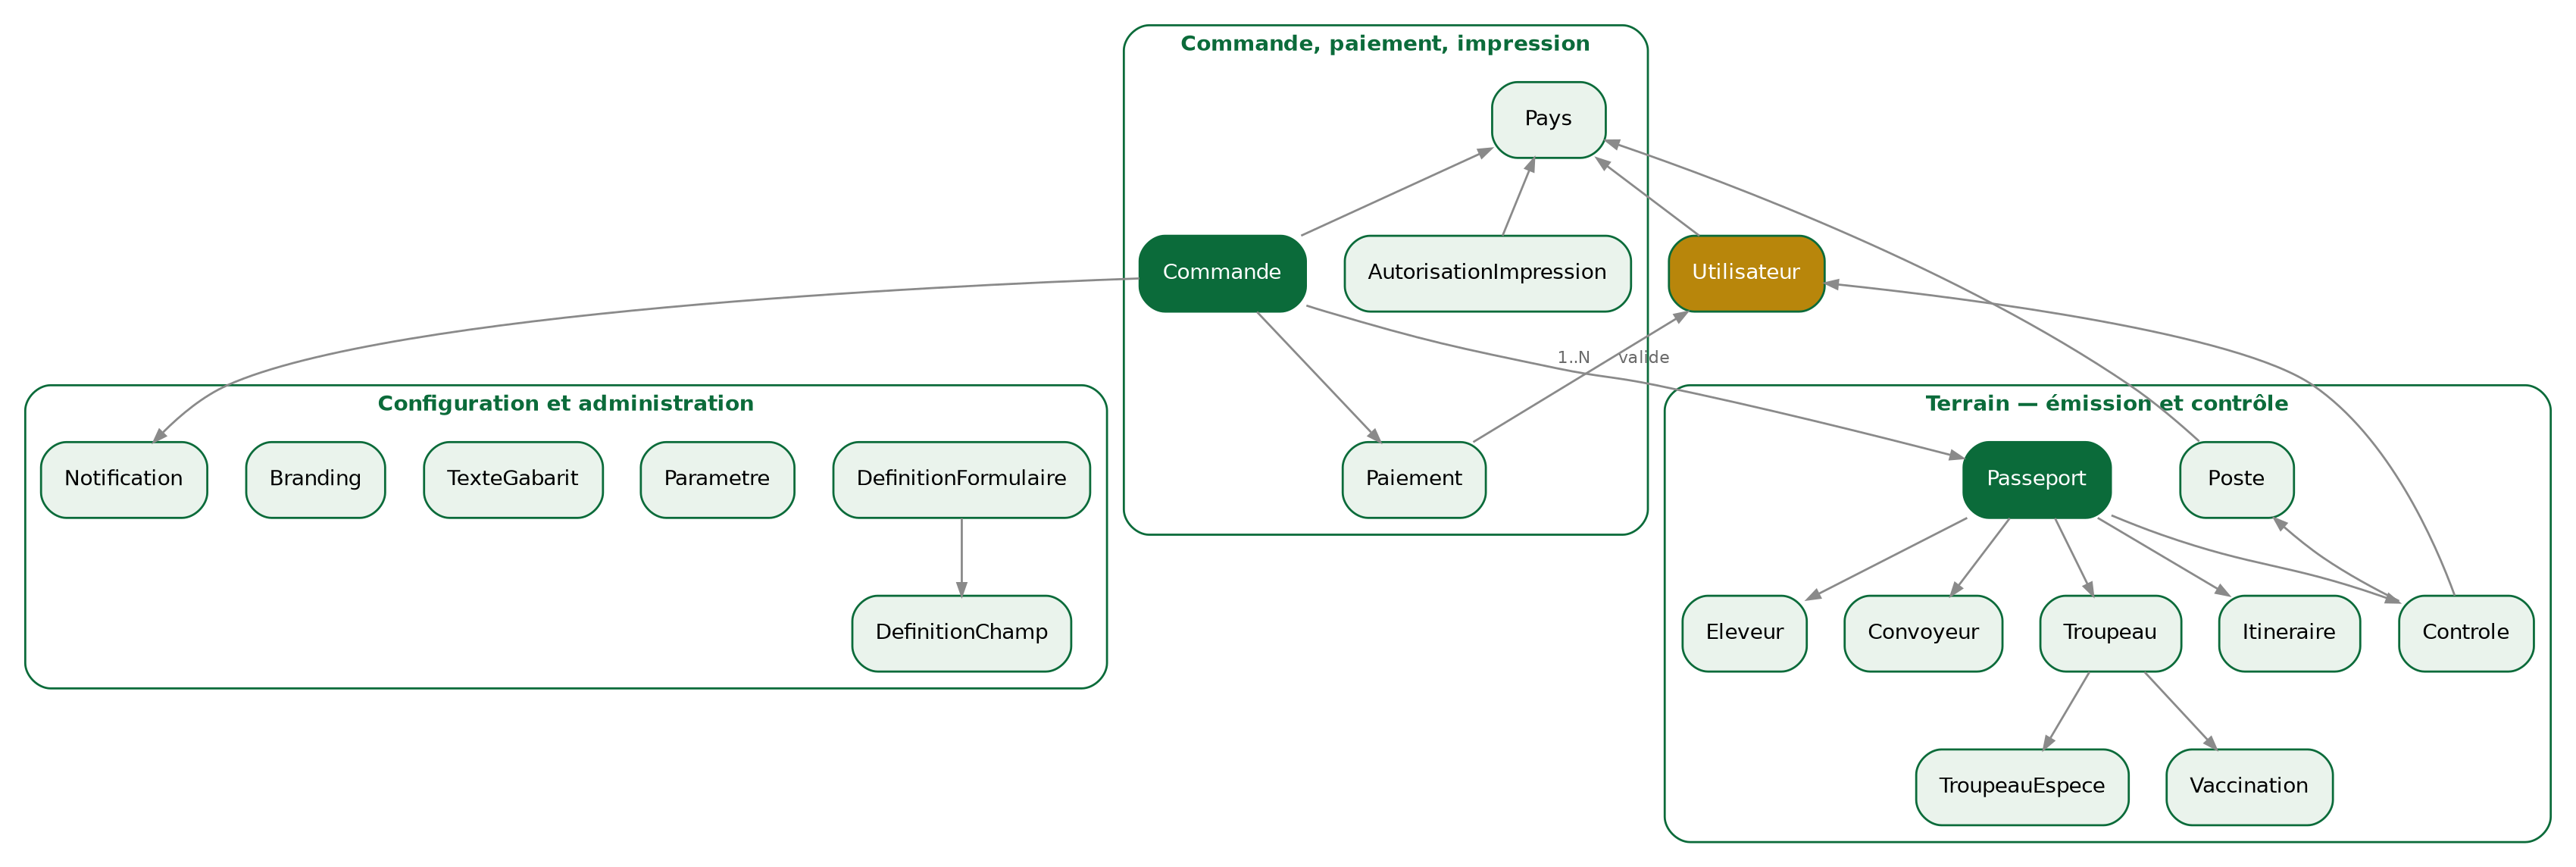 Commande, paiement, impression
Pays
Commande
AutorisationImpression
Utilisateur
1..N
valide
Configuration et administration
Terrain — émission et contrôle
Notification
Branding
TexteGabarit
Parametre
DefinitionFormulaire
Paiement
Passeport
Poste
DefinitionChamp
Eleveur
Convoyeur
Troupeau
Itineraire
Controle
TroupeauEspece
Vaccination